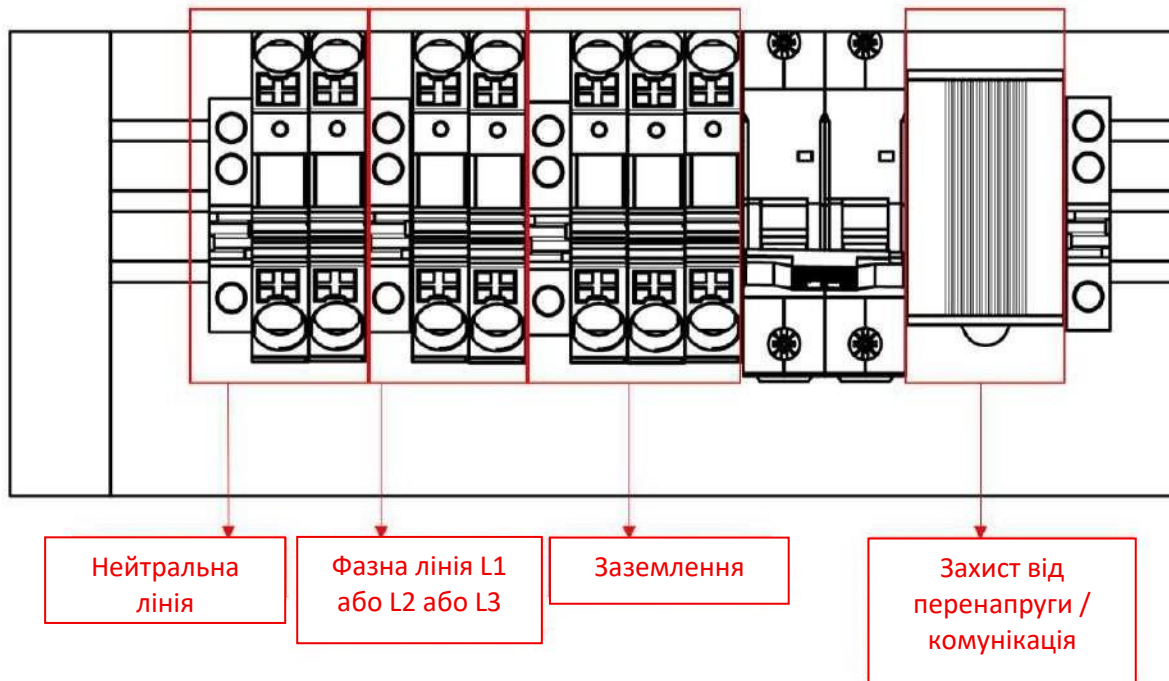 Нейтральна
лінія
Фазна лінія L1
або L2 або L3
Заземлення
Захист від
перенапруги /
комунікація